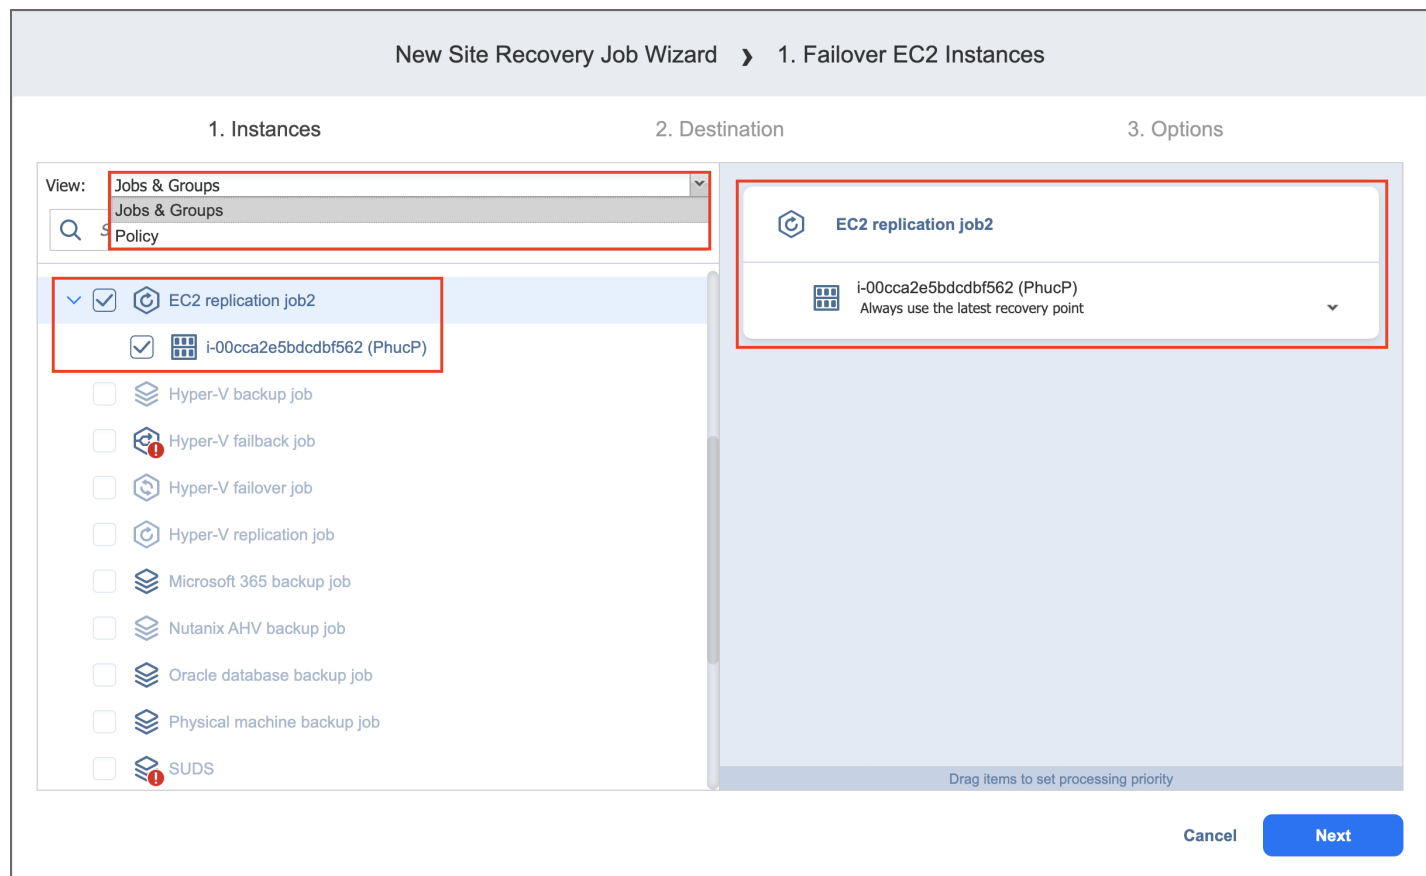 New Site Recovery Job Wizard ❯ 1. Failover EC2 Instances
1. Instances
2. Destination
3. Options
View:
Jobs & Groups
Jobs & Groups
Policy
EC2 replication job2
i-00cca2e5bdcdbf562 (PhucP)
Hyper-V backup job
Hyper-V failback job
Hyper-V failover job
Hyper-V replication job
Microsoft 365 backup job
Nutanix AHV backup job
Oracle database backup job
Physical machine backup job
SUDS
EC2 replication job2
i-00cca2e5bdcdbf562 (PhucP)
Always use the latest recovery point
Drag items to set processing priority
Cancel
Next